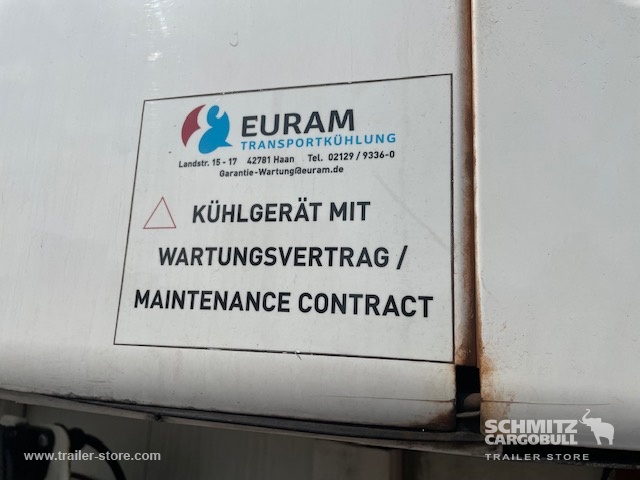 EURAM
TRANSPORTKÜHLUNG
Landstr. 15 - 17 42781 Haan Tel. 02129 / 9336-0
Garantie-Wartung@euram.de
KÜHLGERÄT MIT
WARTUNGSVERTRAG /
MAINTENANCE CONTRACT
SCHMITZ
CARGOBULL
TRAILER STORE
www.trailer-store.com